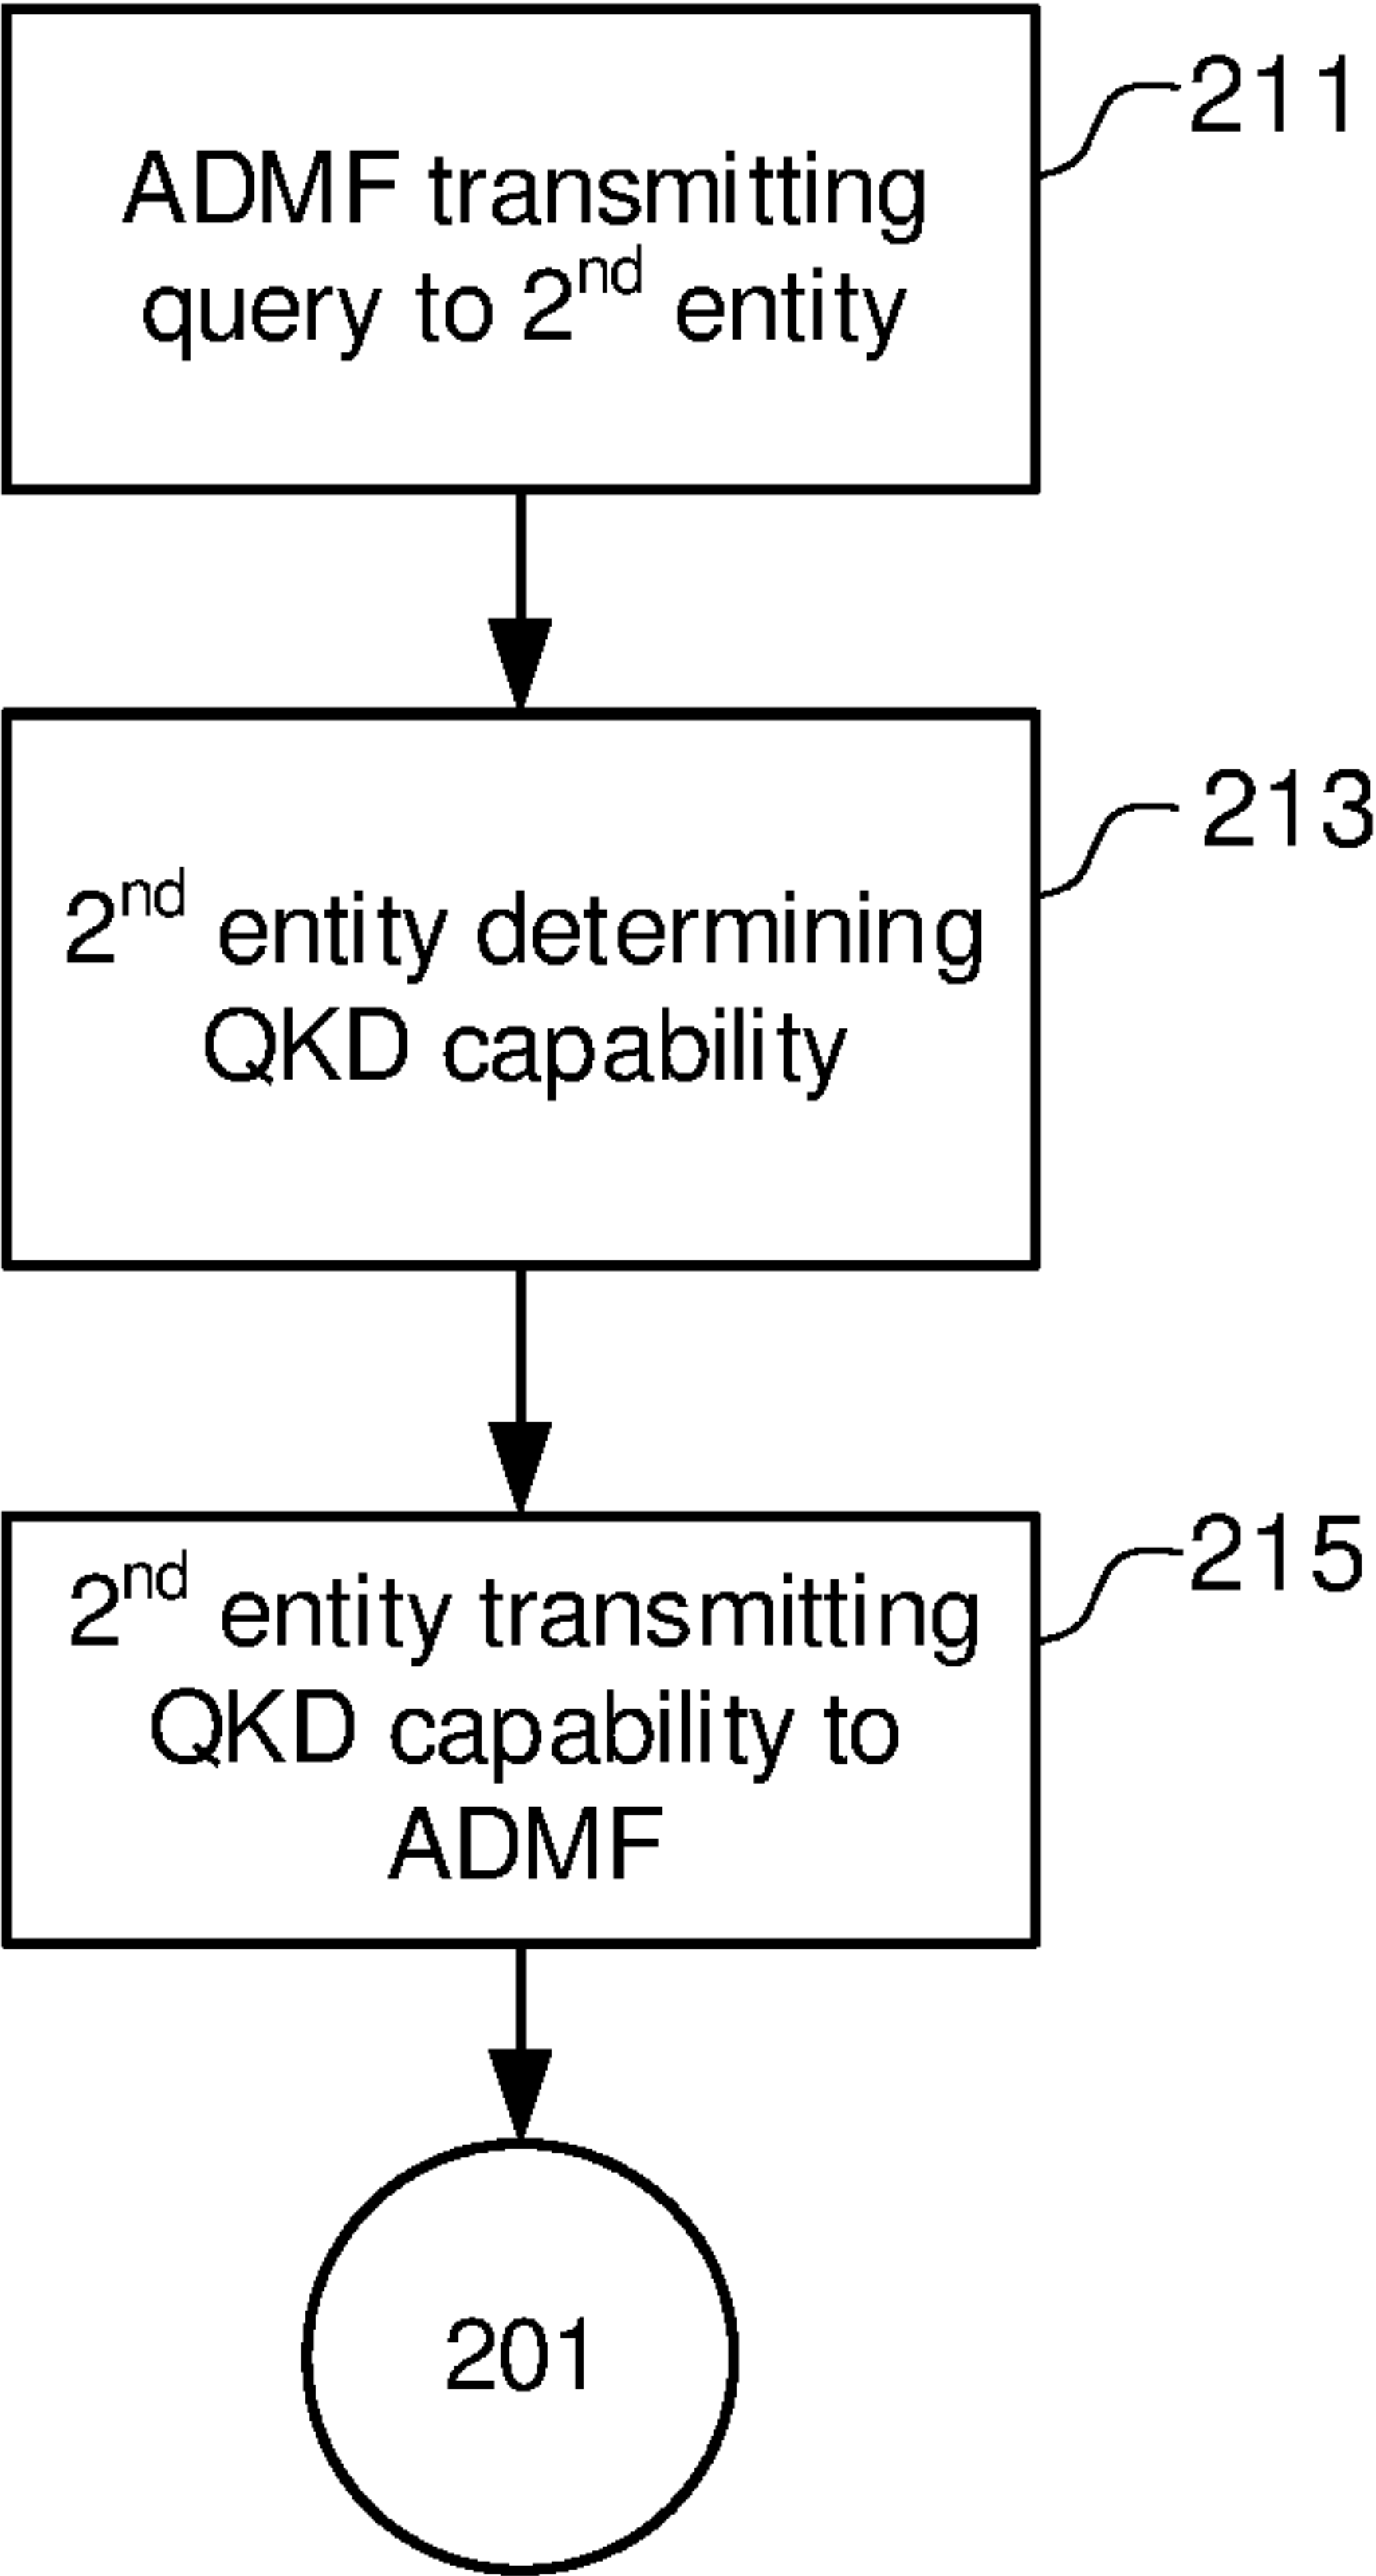 211
ADMF transmitting
query to 2nd entity
213
2nd entity determining
QKD capability
215
2nd entity transmitting
QKD capability to
ADMF
201